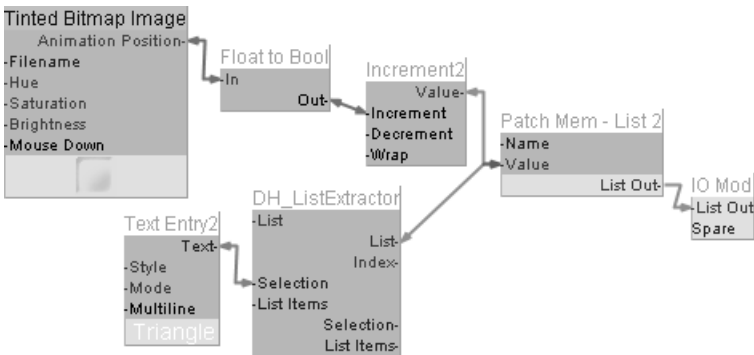 Tinted Bitmap Image
Animation Position-
-Filename
-Hue
-Saturation
-Brightness
-Mouse Down
Float to Bool
-In
Out-
Increment2
Value-
-Increment
-Decrement
-Wrap
Patch Mem - List 2
-Name
-Value
List Out-
IO Mod
-List Out
Spare
DH_ListExtractor
-List
List-
Index-
-Selection
-List Items
Selection-
List Items-
Text Entry2
Text-
-Style
-Mode
-Multiline
Triangle